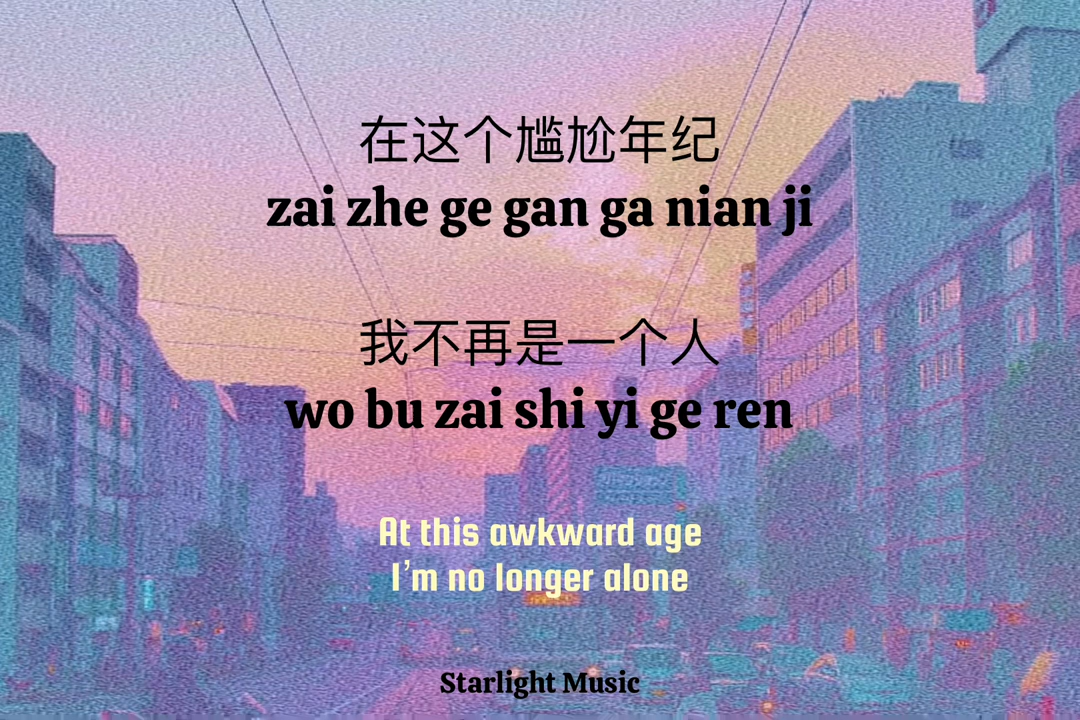 在这个尴尬年纪
zai zhe ge gan ga nian ji
我不再是一个人
wo bu zai shi yi ge ren
At this awkward age
I'm no longer alone
Starlight Music